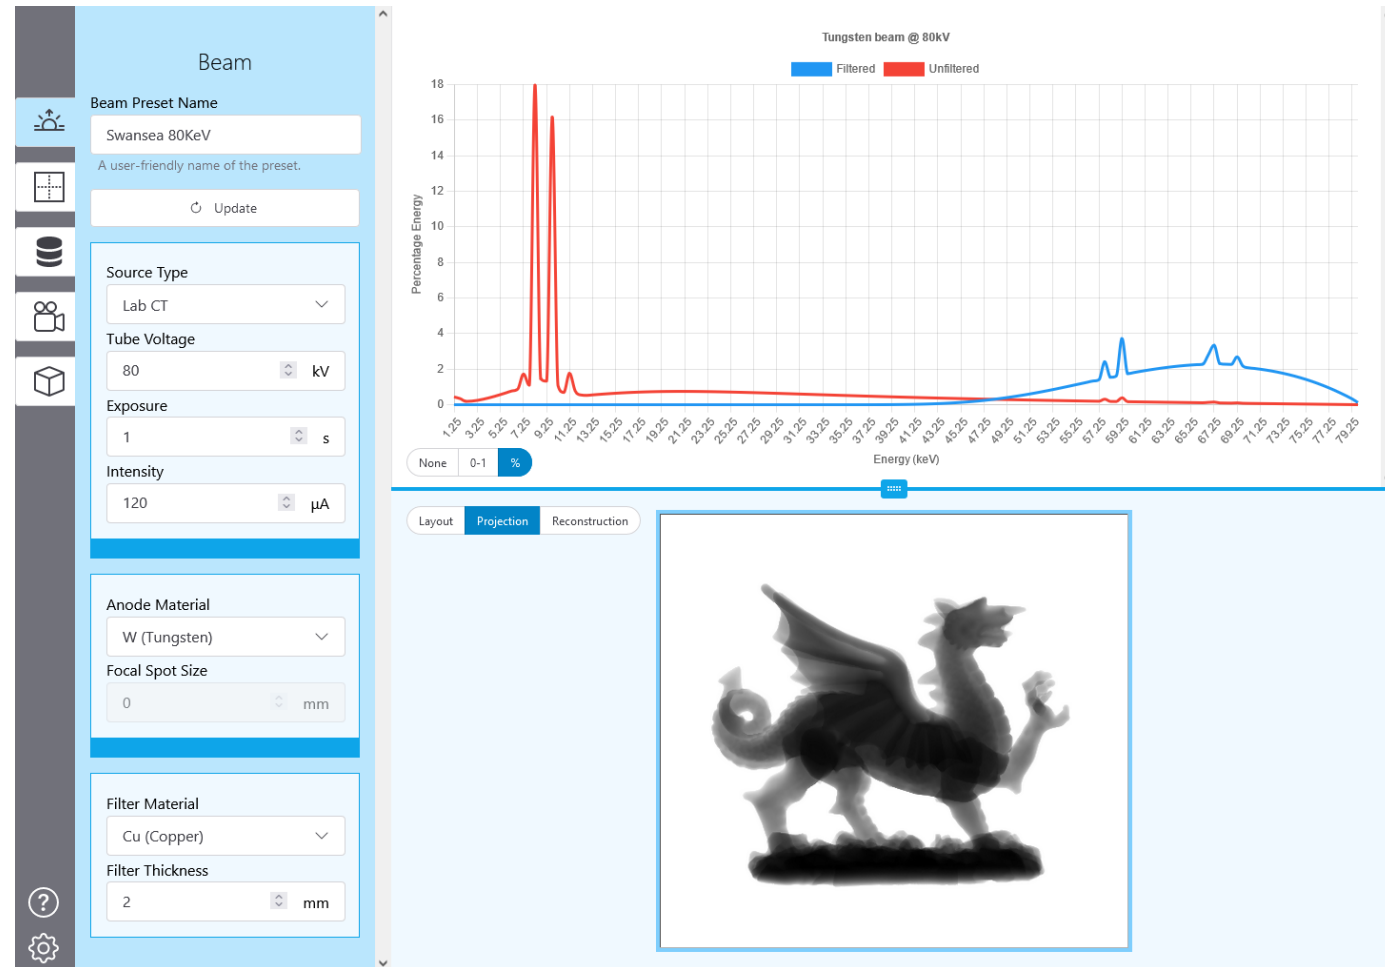 Beam
Beam Preset Name
Swansea 80KeV
A user-friendly name of the preset.
Update
Source Type
Lab CT
Tube Voltage
80 kV
Exposure
1 s
Intensity
120 μA
Anode Material
W (Tungsten)
Focal Spot Size
0 mm
Filter Material
Cu (Copper)
Filter Thickness
2 mm
?
Tungsten beam @ 80kV
Filtered Unfiltered
Percentage Energy
18
16
14
12
10
8
6
4
2
0
1.25 3.25 5.25 7.25 9.25 11.25 13.25 15.25 17.25 19.25 21.25 23.25 25.25 27.25 29.25 31.25 33.25 35.25 37.25 39.25 41.25 43.25 45.25 47.25 49.25 51.25 53.25 55.25 57.25 59.25 61.25 63.25 65.25 67.25 69.25 71.25 73.25 75.25 77.25 79.25
Energy (keV)
None 0-1 %
Layout Projection Reconstruction